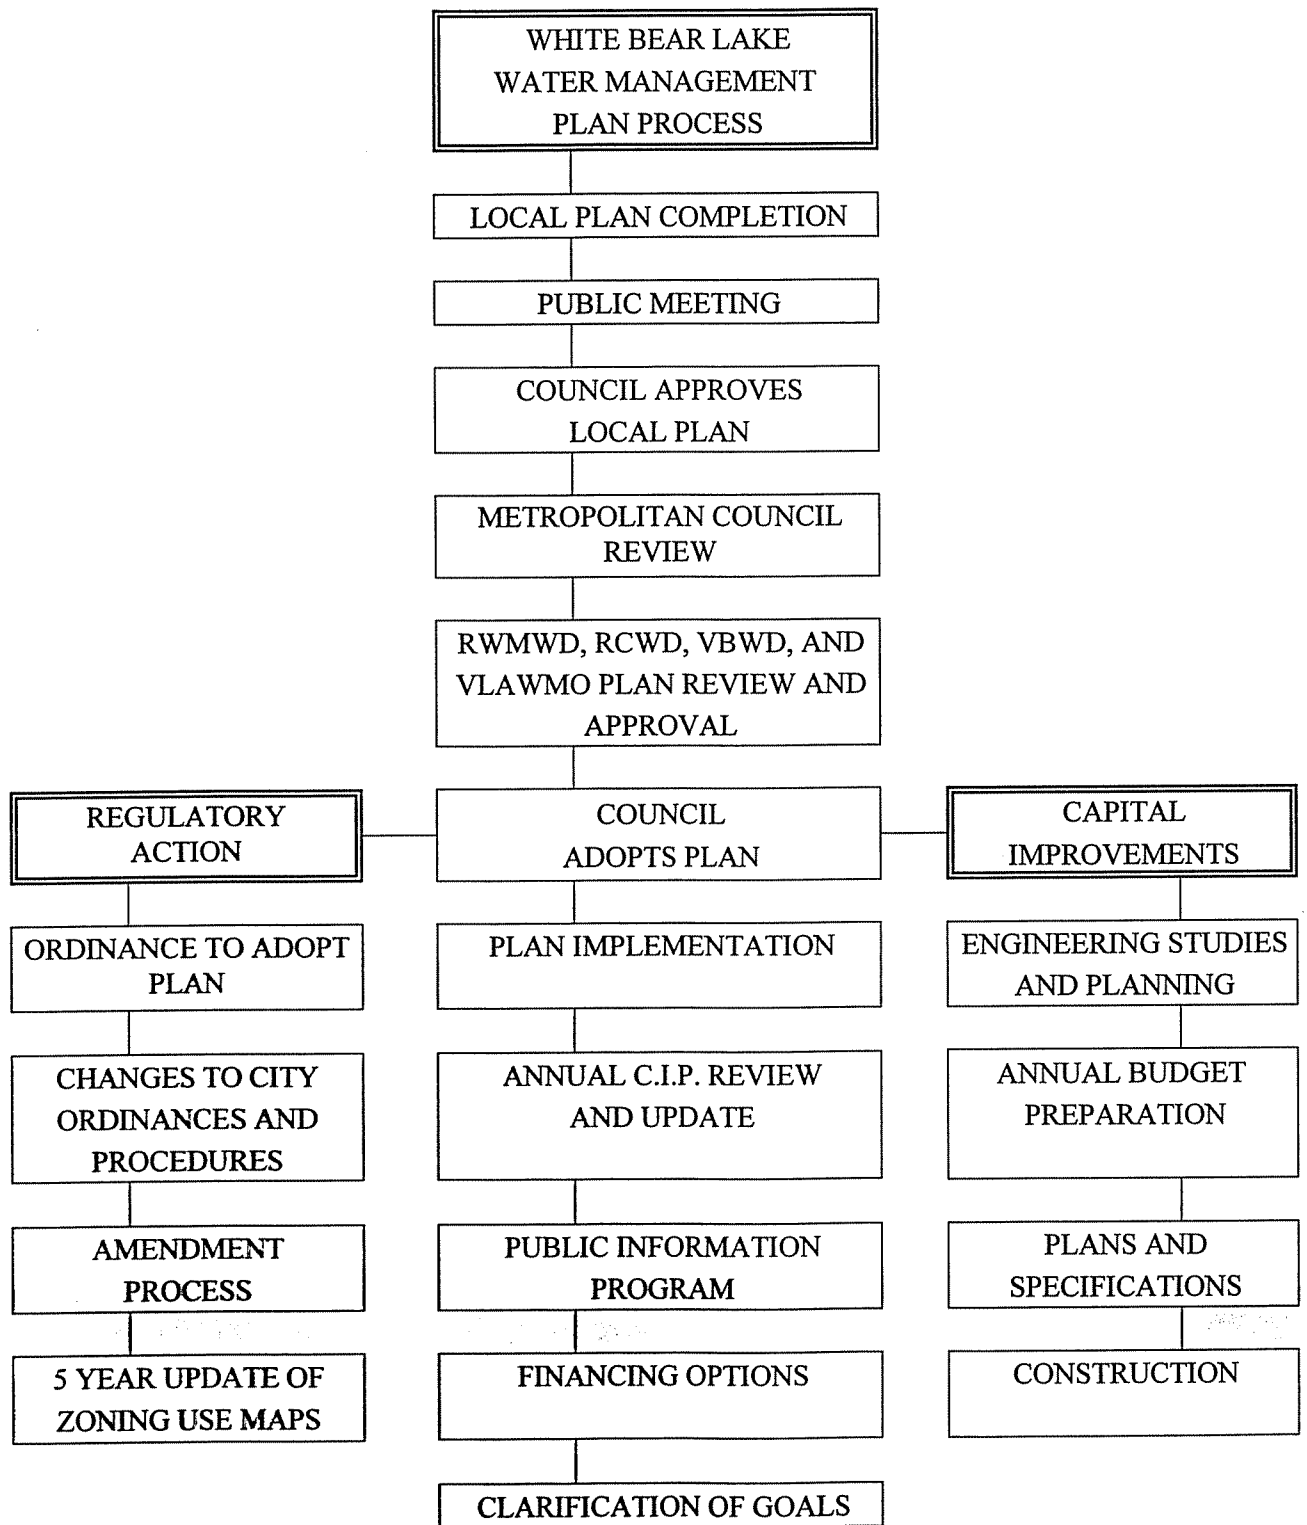 WHITE BEAR LAKE
WATER MANAGEMENT
PLAN PROCESS
LOCAL PLAN COMPLETION
PUBLIC MEETING
COUNCIL APPROVES
LOCAL PLAN
METROPOLITAN COUNCIL
REVIEW
RWMWD, RCWD, VBWD, AND
VLAWMO PLAN REVIEW AND
APPROVAL
REGULATORY
ACTION
COUNCIL
ADOPTS PLAN
CAPITAL
IMPROVEMENTS
ORDINANCE TO ADOPT
PLAN
CHANGES TO CITY
ORDINANCES AND
PROCEDURES
AMENDMENT
PROCESS
5 YEAR UPDATE OF
ZONING USE MAPS
PLAN IMPLEMENTATION
ANNUAL C.I.P. REVIEW
AND UPDATE
PUBLIC INFORMATION
PROGRAM
FINANCING OPTIONS
CLARIFICATION OF GOALS
ENGINEERING STUDIES
AND PLANNING
ANNUAL BUDGET
PREPARATION
PLANS AND
SPECIFICATIONS
CONSTRUCTION